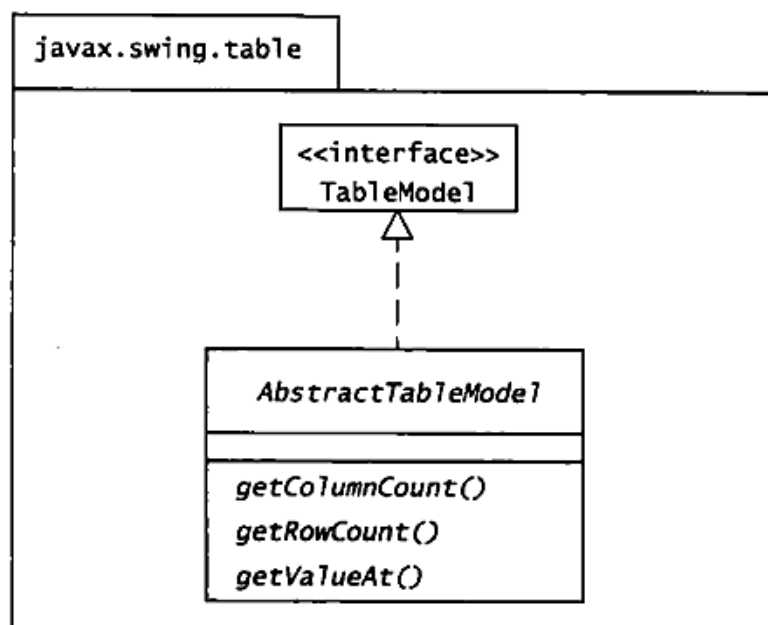 javax.swing.table
<<interface>>
TableModel
AbstractTableModel
getColumnCount()
getRowCount()
getValueAt()